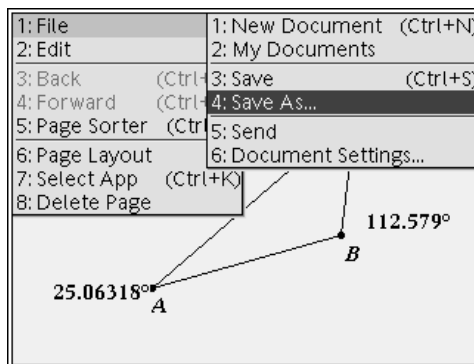 1: File
2: Edit
3: Back (Ctrl+
4: Forward (Ctrl+
5: Page Sorter (Ctrl
6: Page Layout
7: Select App (Ctrl+K)
8: Delete Page
1: New Document (Ctrl+N)
2: My Documents
3: Save (Ctrl+S)
4: Save As...
5: Send
6: Document Settings...
112.579°
B
25.06318°
A